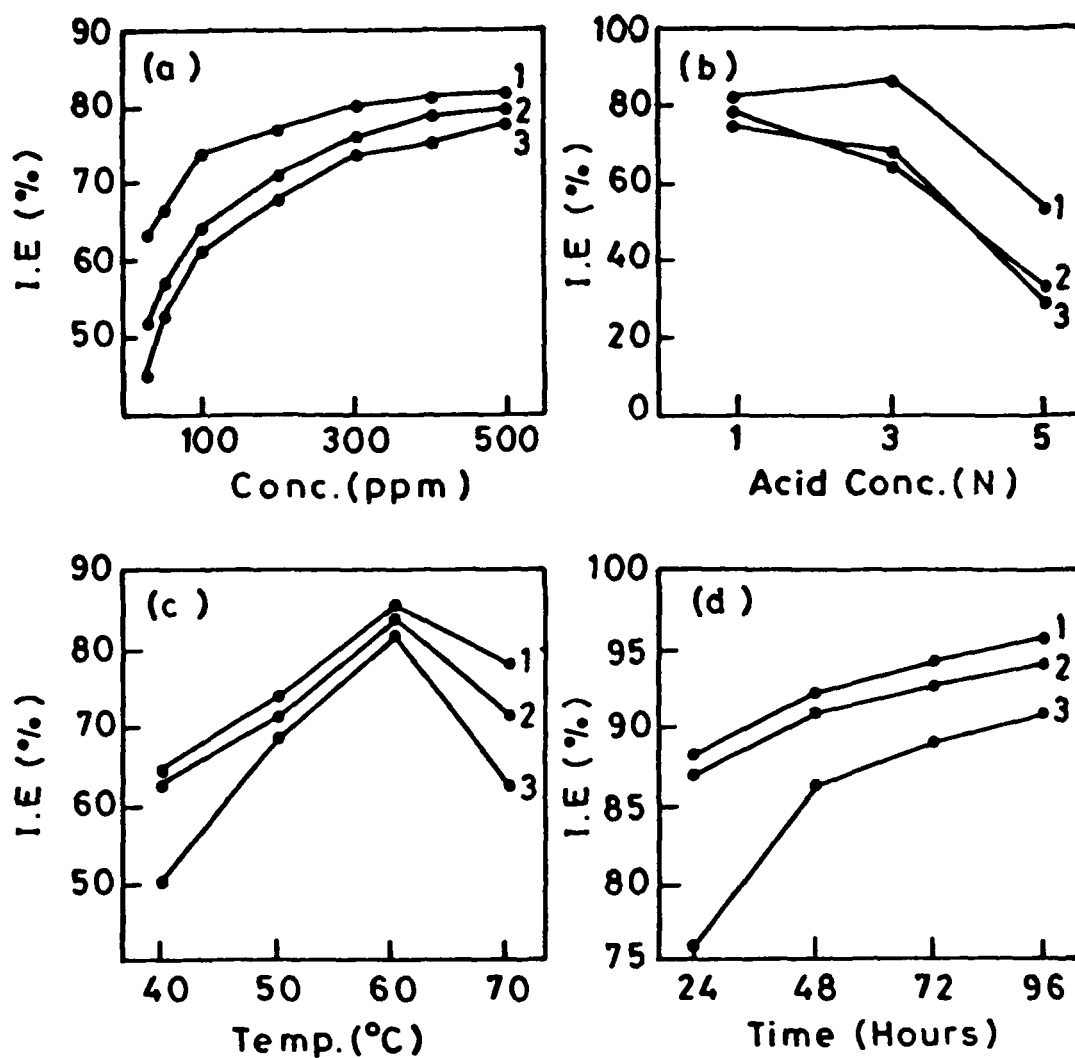 90
80
70
60
50
I.E (%)
(a)
1
2
3
100 300 500
Conc.(ppm)
100
80
60
40
20
0
I.E (%)
(b)
1
2
3
1 3 5
Acid Conc.(N)
90
80
70
60
50
I.E (%)
(c)
1
2
3
40 50 60 70
Temp.(°C)
100
95
90
85
80
75
I.E (%)
(d)
1
2
3
24 48 72 96
Time (Hours)